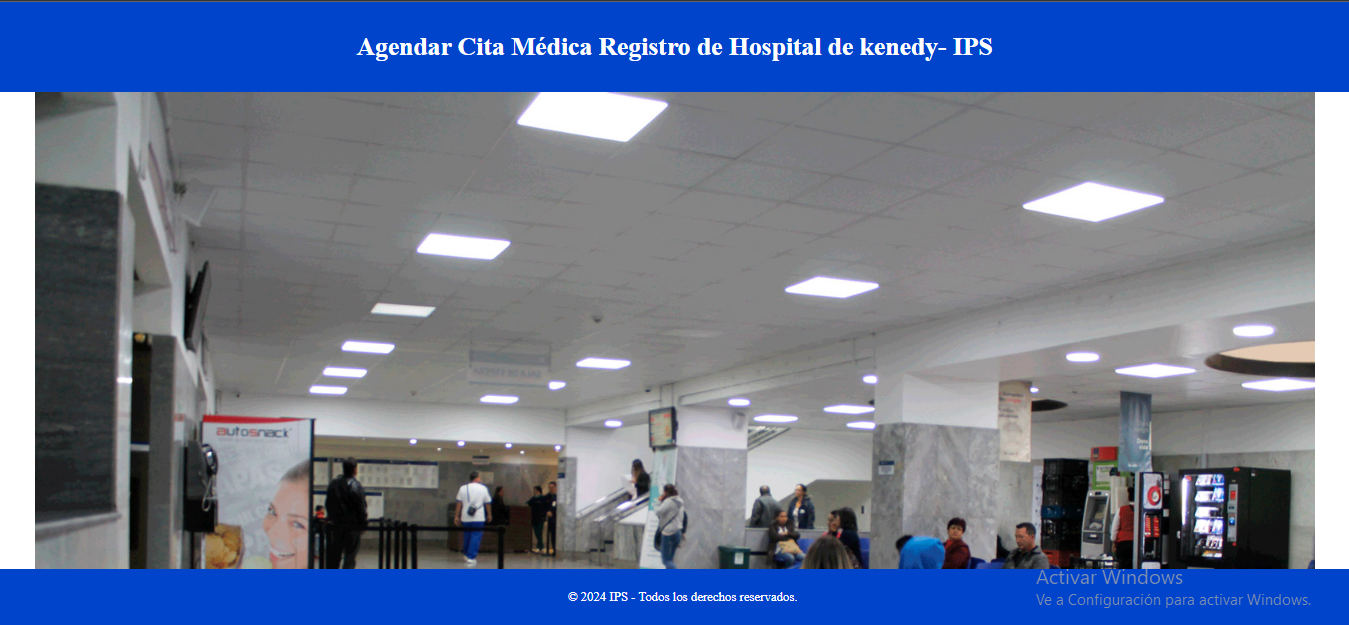 Agendar Cita Médica Registro de Hospital de kenedy- IPS
autosnack
© 2024 IPS - Todos los derechos reservados.
Activar Windows
Ve a Configuración para activar Windows.